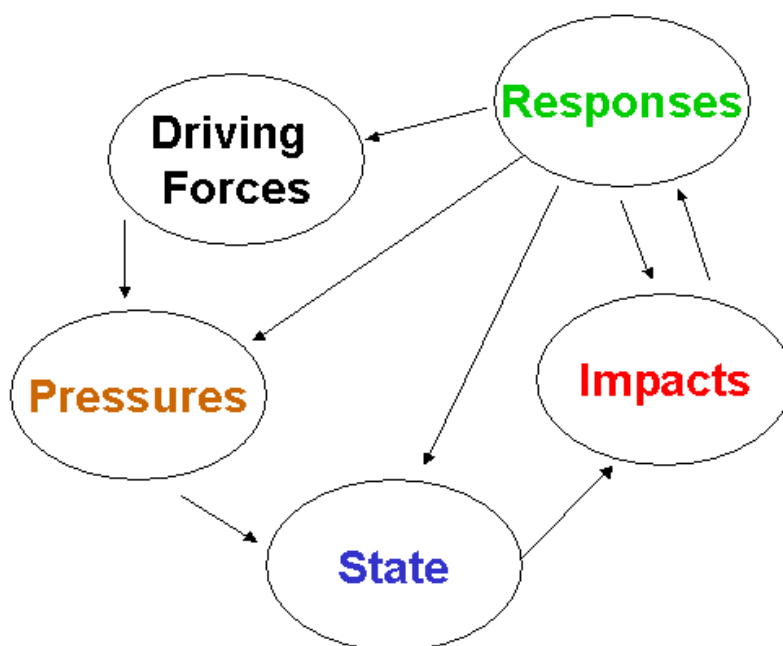 Responses
Driving
Forces
Impacts
Pressures
State